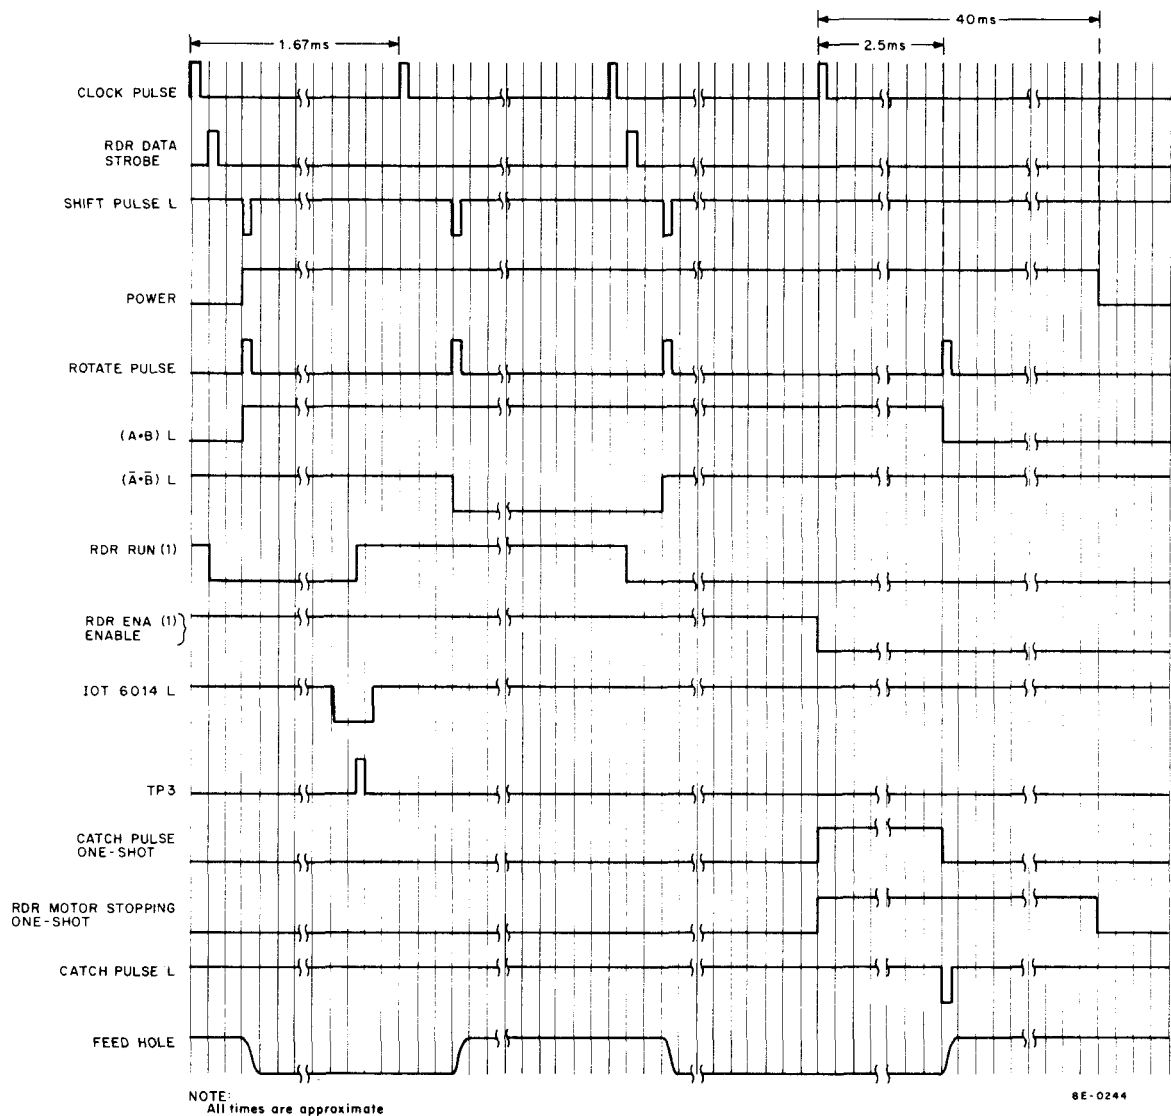 40ms
1.67ms
2.5ms
CLOCK PULSE
RDR DATA
STROBE
SHIFT PULSE L
POWER
ROTATE PULSE
(A•B) L
(Ā•B̄) L
RDR RUN (1)
RDR ENA (1)
ENABLE
IOT 6014 L
TP3
CATCH PULSE
ONE-SHOT
RDR MOTOR STOPPING
ONE-SHOT
CATCH PULSE L
FEED HOLE
NOTE:
All times are approximate
8E-0244